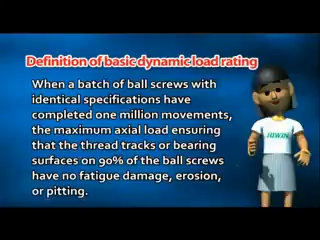 Definition of basic dynamic load rating
When a batch of ball screws with
identical specifications have
completed one million movements,
the maximum axial load ensuring
that the thread tracks or bearing
surfaces on 90% of the ball screws
have no fatigue damage, erosion,
or pitting.